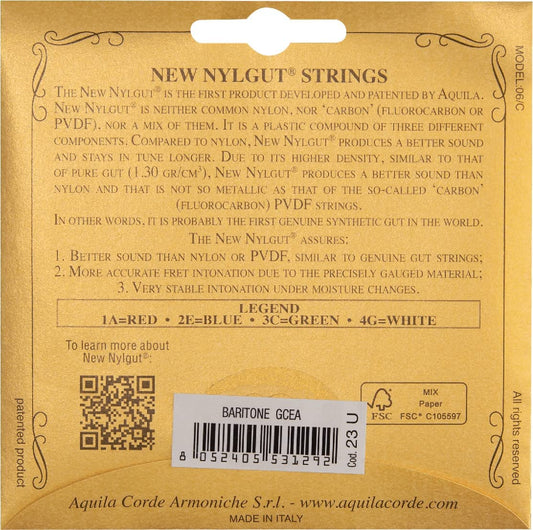 NEW NYLGUT® STRINGS
THE NEW NYLGUT® IS THE FIRST PRODUCT DEVELOPED AND PATENTED BY AQUILA.
NEW NYLGUT® IS NEITHER COMMON NYLON, NOR 'CARBON' (FLUOROCARBON OR
PVDF), NOR A MIX OF THEM. IT IS A PLASTIC COMPOUND OF THREE DIFFERENT
COMPONENTS. COMPARED TO NYLON, NEW NYLGUT® PRODUCES A BETTER SOUND
AND STAYS IN TUNE LONGER. DUE TO ITS HIGHER DENSITY, SIMILAR TO THAT
OF PURE GUT (1.30 GR/CM³), NEW NYLGUT® PRODUCES A BETTER SOUND THAN
NYLON AND THAT IS NOT SO METALLIC AS THAT OF THE SO-CALLED 'CARBON'
(FLUOROCARBON) PVDF STRINGS.
IN OTHER WORDS, IT IS PROBABLY THE FIRST GENUINE SYNTHETIC GUT IN THE WORLD.
THE NEW NYLGUT® ASSURES:
1. BETTER SOUND THAN NYLON OR PVDF, SIMILAR TO GENUINE GUT STRINGS;
2. MORE ACCURATE FRET INTONATION DUE TO THE PRECISELY GAUGED MATERIAL;
3. VERY STABLE INTONATION UNDER MOISTURE CHANGES.
LEGEND
1A=RED • 2E=BLUE • 3C=GREEN • 4G=WHITE
To learn more about
New Nylgut®:
BARITONE GCEA
8 052405 531292
Cod. 23 U
FSC
MIX
Paper
FSC® C105597
patented product
MODEL:06/C
All rights reserved
Aquila Corde Armoniche S.r.l. - www.aquilacorde.com
MADE IN ITALY